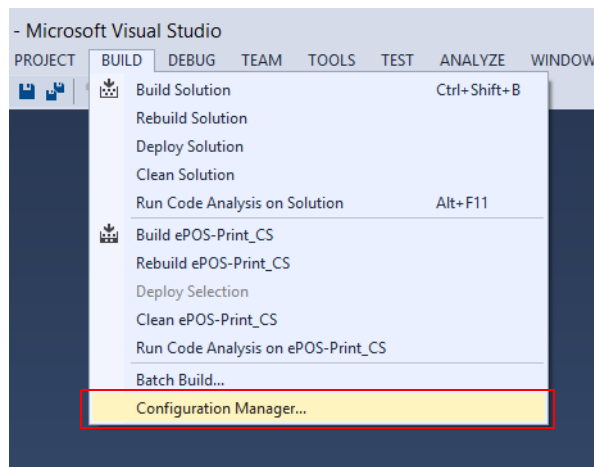 - Microsoft Visual Studio
PROJECT BUILD DEBUG TEAM TOOLS TEST ANALYZE WINDOW
Build Solution Ctrl+Shift+B
Rebuild Solution
Deploy Solution
Clean Solution
Run Code Analysis on Solution Alt+F11
Build ePOS-Print_CS
Rebuild ePOS-Print_CS
Deploy Selection
Clean ePOS-Print_CS
Run Code Analysis on ePOS-Print_CS
Batch Build...
Configuration Manager...